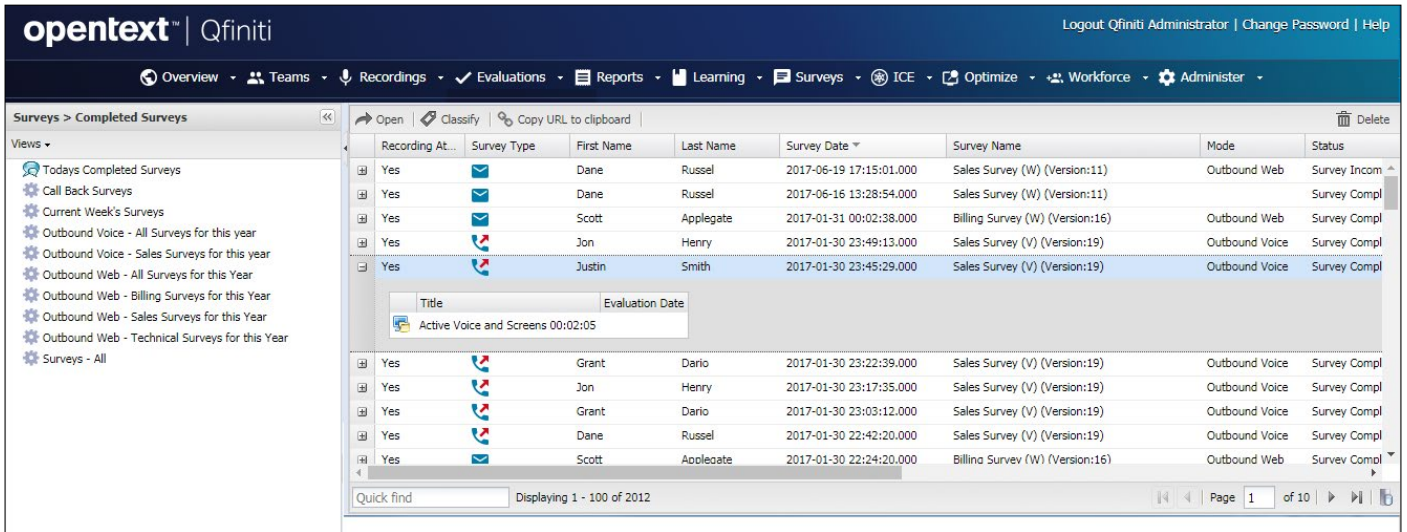 opentext™ | Qfiniti
Logout Qfiniti Administrator | Change Password | Help
Overview Teams Recordings Evaluations Reports Learning Surveys ICE Optimize Workforce Administer
Surveys > Completed Surveys
Views
Todays Completed Surveys
Call Back Surveys
Current Week's Surveys
Outbound Voice - All Surveys for this year
Outbound Voice - Sales Surveys for this year
Outbound Web - All Surveys for this Year
Outbound Web - Billing Surveys for this Year
Outbound Web - Sales Surveys for this Year
Outbound Web - Technical Surveys for this Year
Surveys - All
Open | Classify | Copy URL to clipboard | Delete
Recording At... Survey Type First Name Last Name Survey Date Survey Name Mode Status
Yes Dane Russel 2017-06-19 17:15:01.000 Sales Survey (W) (Version:11) Outbound Web Survey Incom
Yes Dane Russel 2017-06-16 13:28:54.000 Sales Survey (W) (Version:11) Survey Compl
Yes Scott Applegate 2017-01-31 00:02:38.000 Billing Survey (W) (Version:16) Outbound Web Survey Compl
Yes Jon Henry 2017-01-30 23:49:13.000 Sales Survey (V) (Version:19) Outbound Voice Survey Compl
Yes Justin Smith 2017-01-30 23:45:29.000 Sales Survey (V) (Version:19) Outbound Voice Survey Compl
Title Evaluation Date
Active Voice and Screens 00:02:05
Yes Grant Dario 2017-01-30 23:22:39.000 Sales Survey (V) (Version:19) Outbound Voice Survey Compl
Yes Jon Henry 2017-01-30 23:17:35.000 Sales Survey (V) (Version:19) Outbound Voice Survey Compl
Yes Grant Dario 2017-01-30 23:03:12.000 Sales Survey (V) (Version:19) Outbound Voice Survey Compl
Yes Dane Russel 2017-01-30 22:42:20.000 Sales Survey (V) (Version:19) Outbound Voice Survey Compl
Yes Scott Applegate 2017-01-30 22:24:20.000 Billing Survey (W) (Version:16) Outbound Web Survey Compl
Quick find Displaying 1 - 100 of 2012 Page 1 of 10